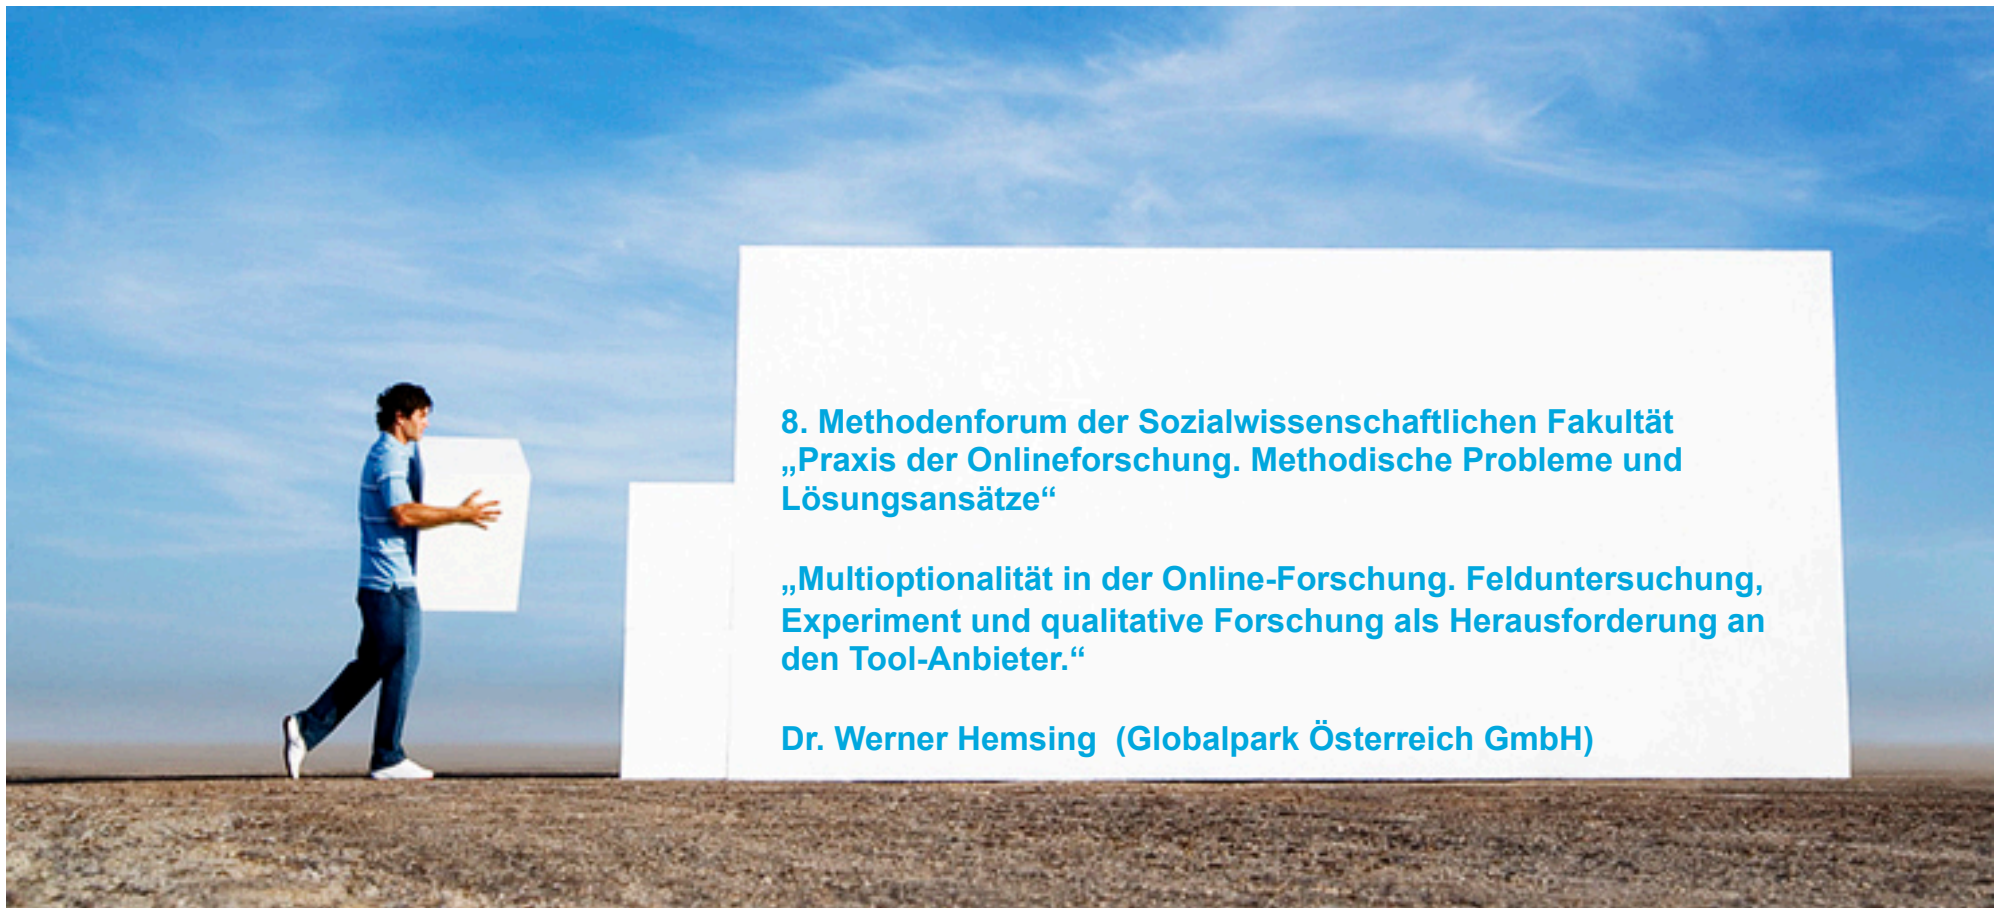 8. Methodenforum der Sozialwissenschaftlichen Fakultät
„Praxis der Onlineforschung. Methodische Probleme und
Lösungsansätze“
„Multioptionalität in der Online-Forschung. Felduntersuchung,
Experiment und qualitative Forschung als Herausforderung an
den Tool-Anbieter.“
Dr. Werner Hemsing  (Globalpark Österreich GmbH)